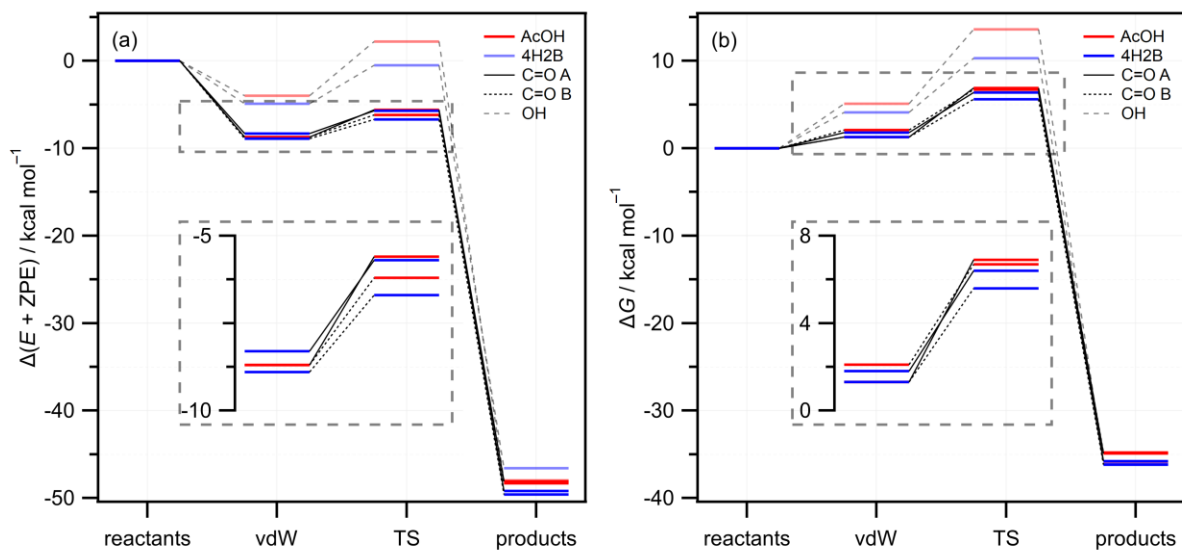 (a)
AcOH
4H2B
C=O A
C=O B
OH
Δ(E + ZPE) / kcal mol⁻¹
0
-10
-20
-30
-40
-50
-5
-10
reactants vdW TS products
(b)
AcOH
4H2B
C=O A
C=O B
OH
ΔG / kcal mol⁻¹
10
0
-10
-20
-30
-40
8
4
0
reactants vdW TS products